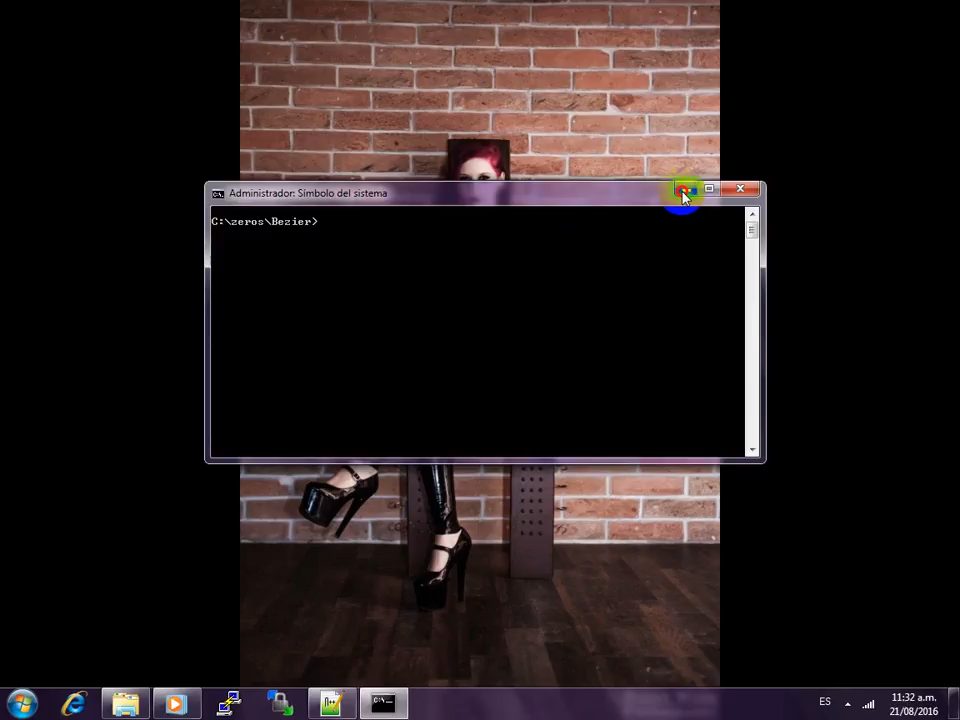 Administrador: Símbolo del sistema
C:\zeros\Bezier>
ES
11:32 a.m.
21/08/2016